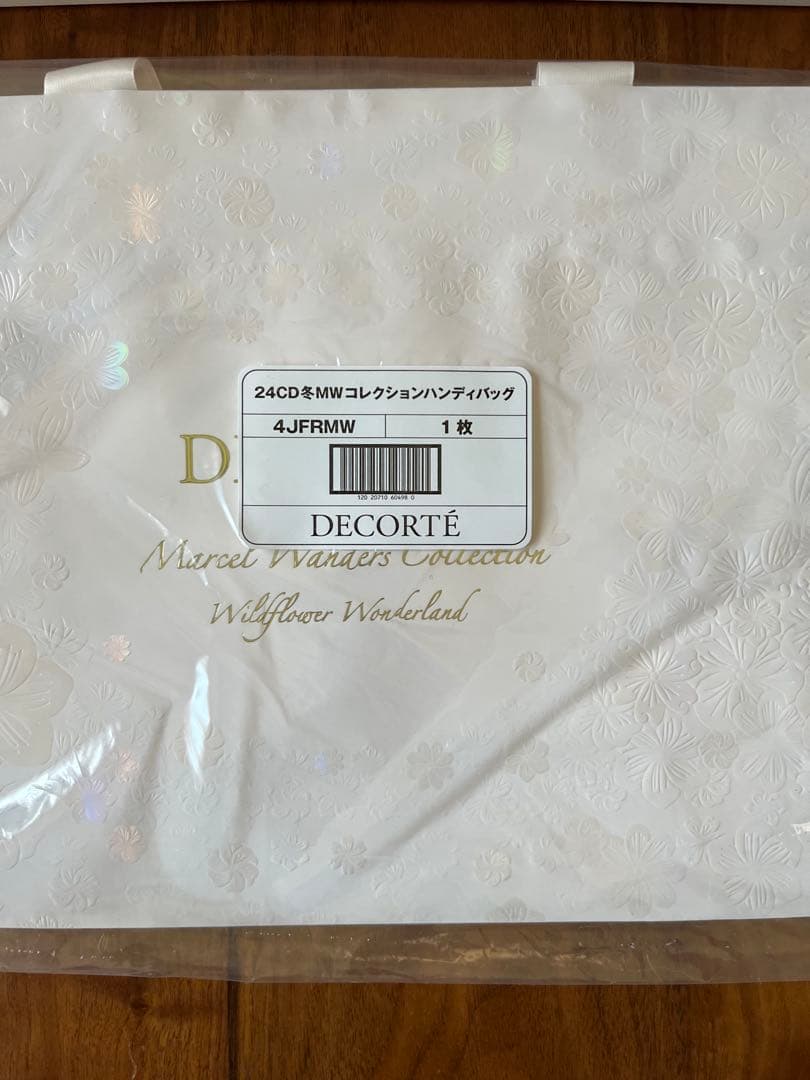 24CD冬MWコレクションハンディバッグ
4JFRMW 1枚
120 20710 60498 0
DECORTÉ
D
Marcel Wanders Collection
Wildflower Wonderland